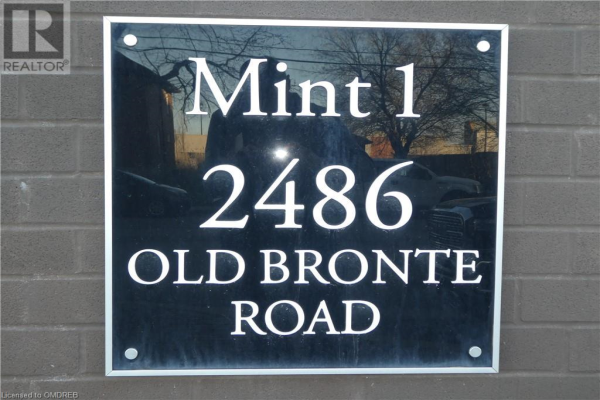 R
REALTOR
Mint 1
2486
OLD BRONTE
ROAD
Licensed to OMDREB